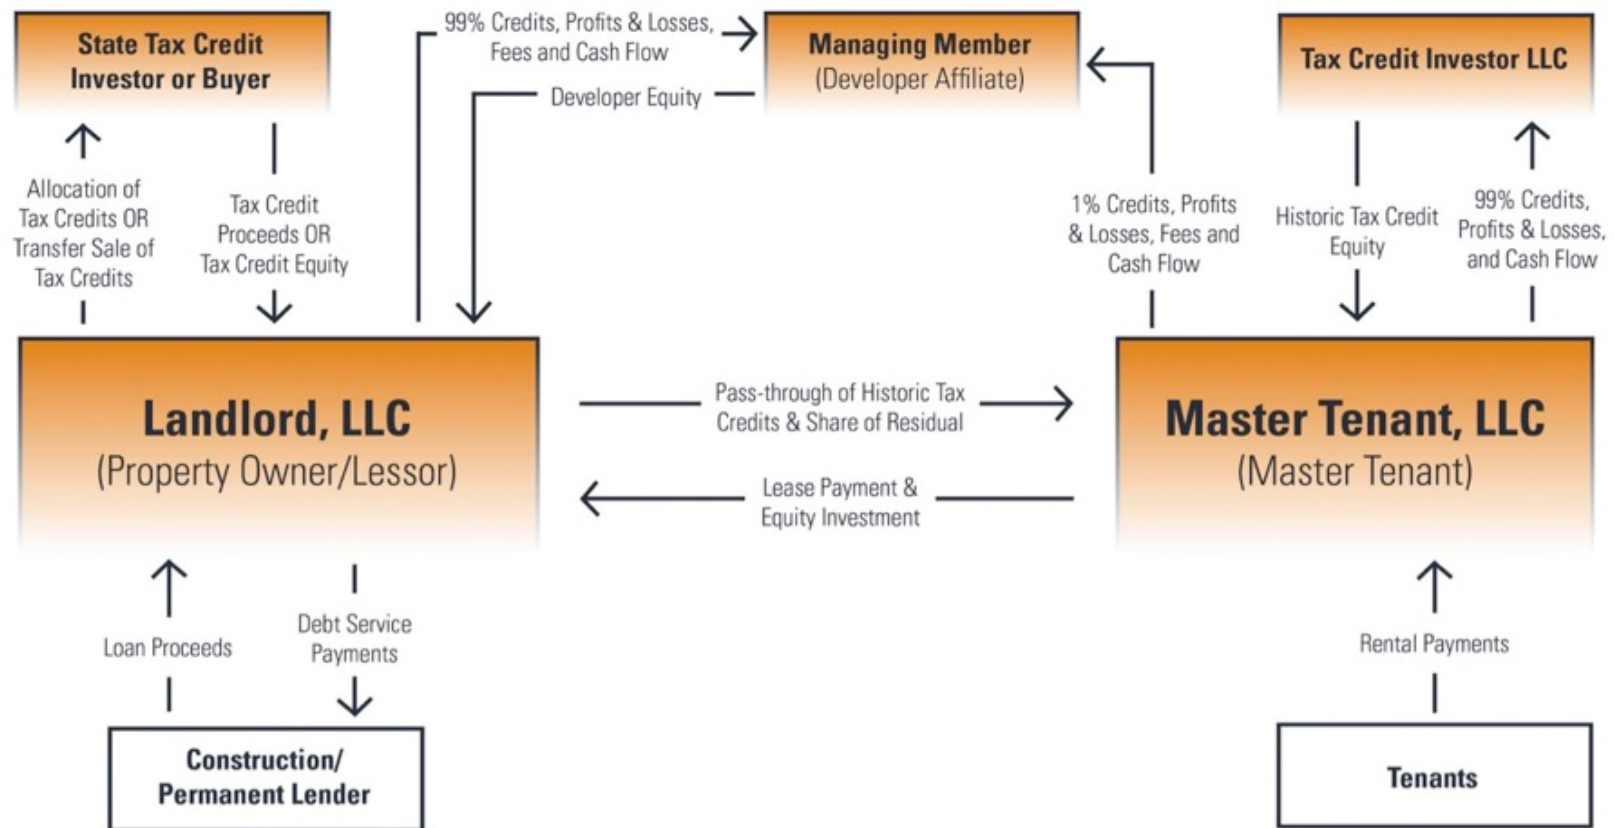 State Tax Credit
Investor or Buyer
99% Credits, Profits & Losses,
Fees and Cash Flow
Developer Equity
Managing Member
(Developer Affiliate)
Tax Credit Investor LLC
Allocation of
Tax Credits OR
Transfer Sale of
Tax Credits
Tax Credit
Proceeds OR
Tax Credit Equity
1% Credits, Profits
& Losses, Fees and
Cash Flow
Historic Tax Credit
Equity
99% Credits,
Profits & Losses,
and Cash Flow
Landlord, LLC
(Property Owner/Lessor)
Pass-through of Historic Tax
Credits & Share of Residual
Lease Payment &
Equity Investment
Master Tenant, LLC
(Master Tenant)
Loan Proceeds
Debt Service
Payments
Rental Payments
Construction/
Permanent Lender
Tenants